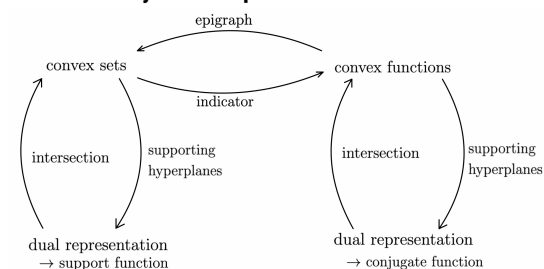 epigraph
convex sets
convex functions
indicator
intersection
supporting
hyperplanes
intersection
supporting
hyperplanes
dual representation
→ support function
dual representation
→ conjugate function